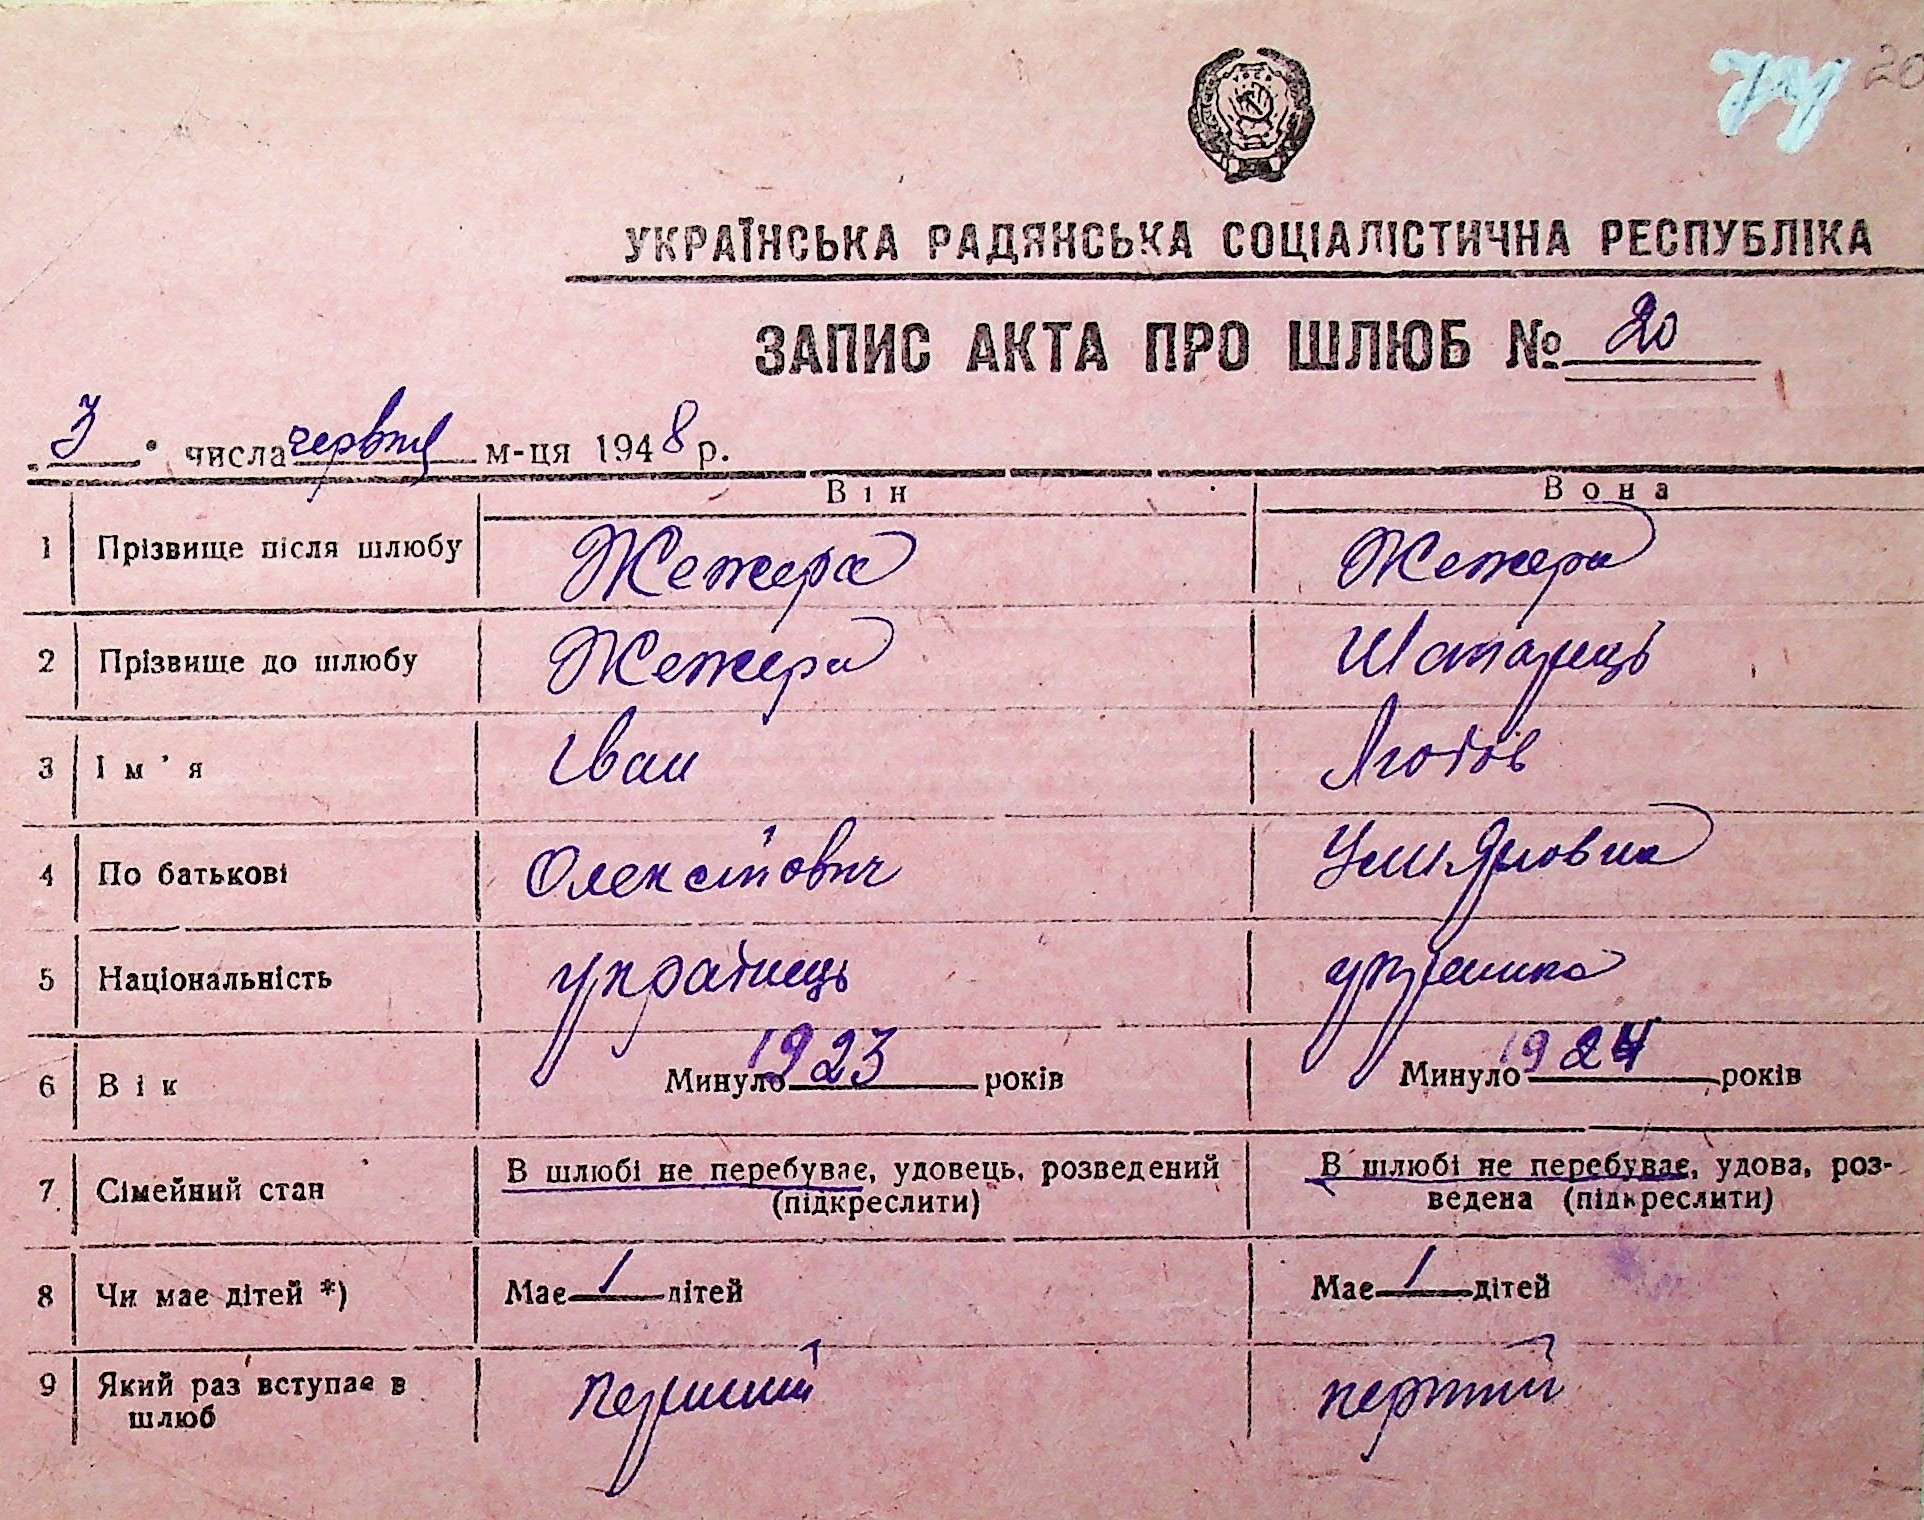 20
УКРАЇНСЬКА РАДЯНСЬКА СОЦІАЛІСТИЧНА РЕСПУБЛІКА
ЗАПИС АКТА ПРО ШЛЮБ № 20
3 числа червня м-ця 1948 р.
Він Вона
1 Прізвище після шлюбу Жежера Жежера
2 Прізвище до шлюбу Жежера
3 Ім'я Іван
4 По батькові Олексійович
5 Національність українець українка
6 Вік Минуло 1923 років Минуло 1924 років
7 Сімейний стан В шлюбі не перебуває, удовець, розведений (підкреслити) В шлюбі не перебуває, удова, роз-
ведена (підкреслити)
8 Чи має дітей *) Має 1 дітей Має 1 дітей
9 Який раз вступає в шлюб перший перший